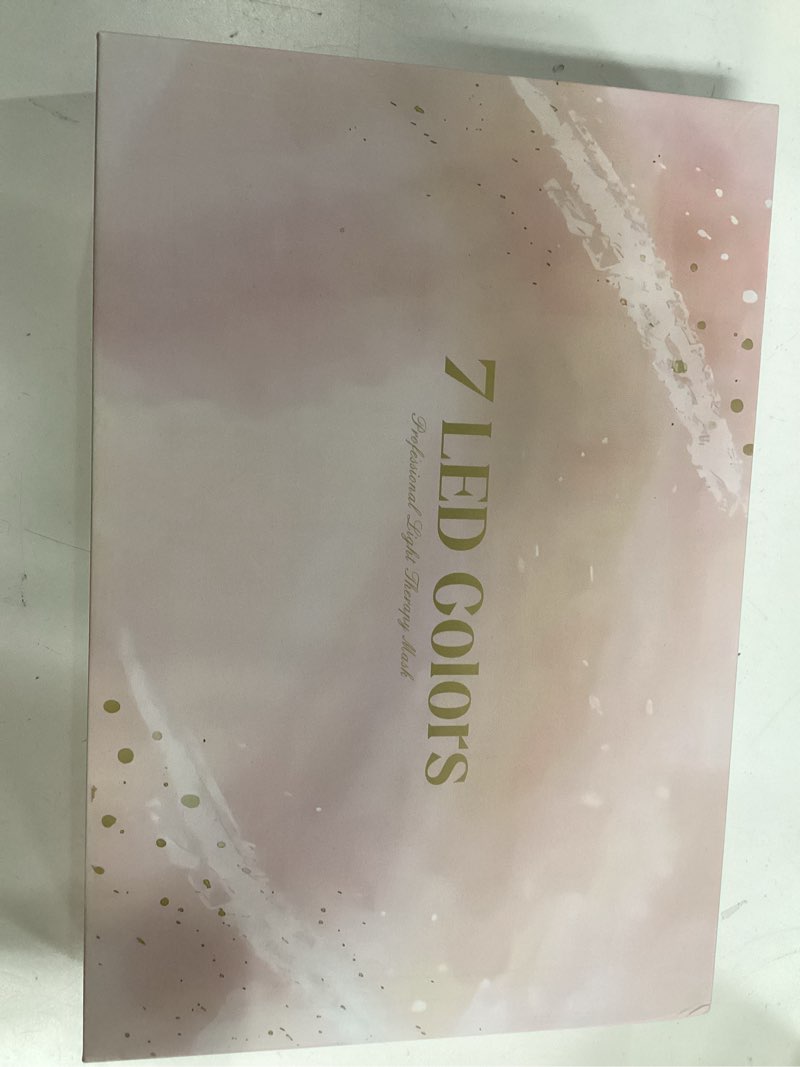 7 LED Colors
Professional Light Therapy Mask